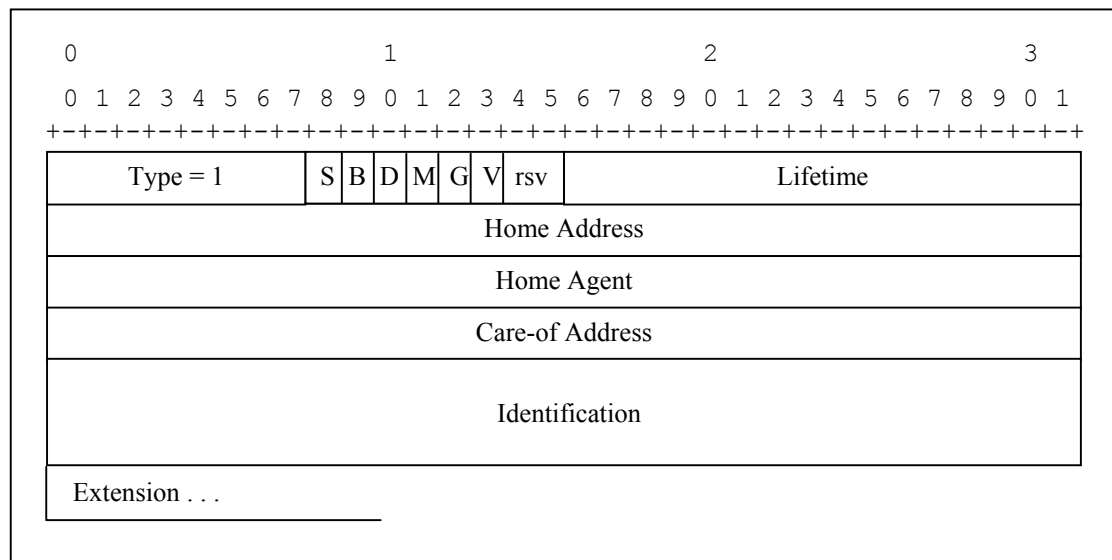 0 1 2 3
0 1 2 3 4 5 6 7 8 9 0 1 2 3 4 5 6 7 8 9 0 1 2 3 4 5 6 7 8 9 0 1
+-+-+-+-+-+-+-+-+-+-+-+-+-+-+-+-+-+-+-+-+-+-+-+-+-+-+-+-+-+-+-+-+
Type = 1 S B D M G V rsv Lifetime
Home Address
Home Agent
Care-of Address
Identification
Extension . . .